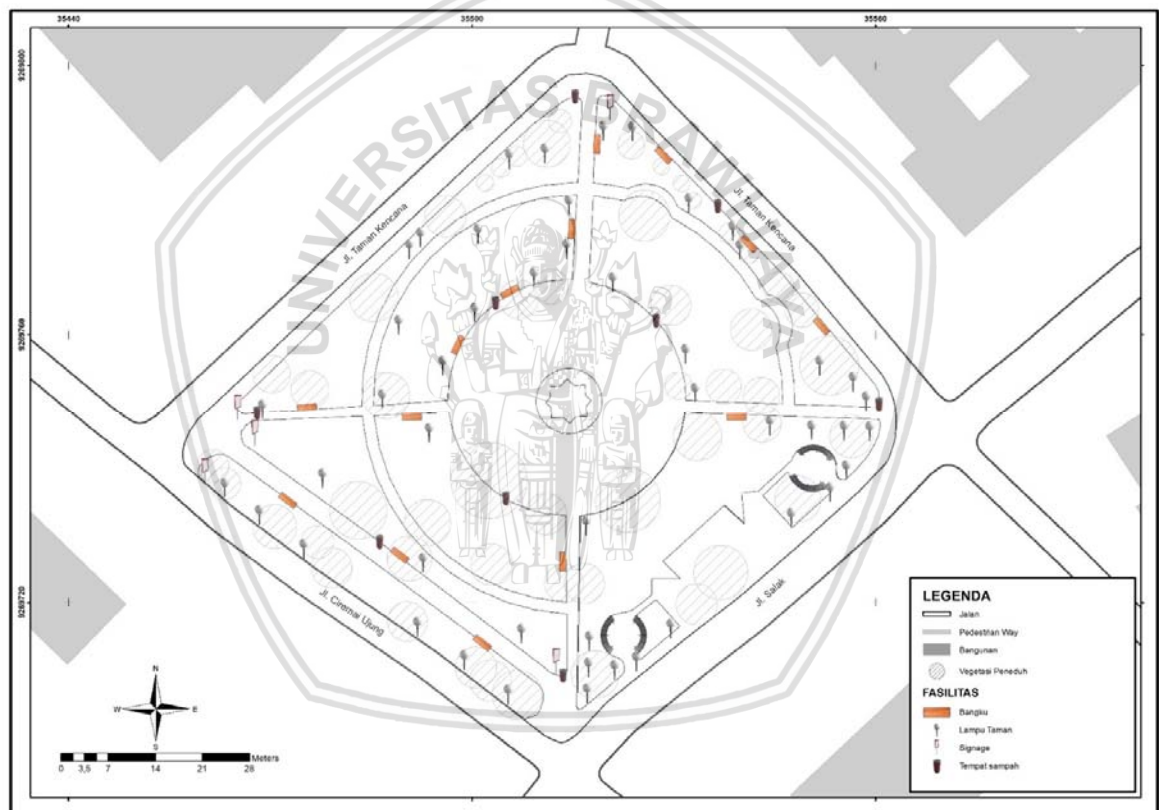 35440 35500 35560
9269800
9269760
9269720
UNIVERSITAS BRAWIJAYA
Jl. Taman Kencana
Jl. Taman Kencana
Jl. Ciremai Ujung
Jl. Salak
N
W E
S
0 3,5 7 14 21 28 Meters
LEGENDA
Jalan
Pedestrian Way
Bangunan
Vegetasi Peneduh
FASILITAS
Bangku
Lampu Taman
Signage
Tempat sampah